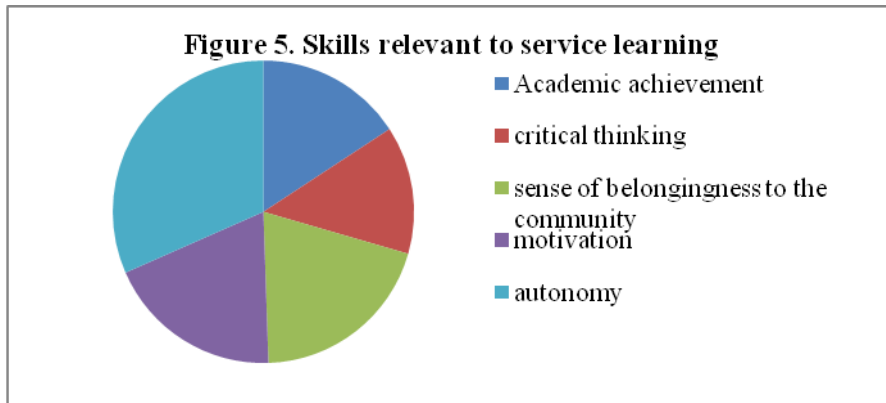 Figure 5. Skills relevant to service learning
Academic achievement
critical thinking
sense of belongingness to the
community
motivation
autonomy